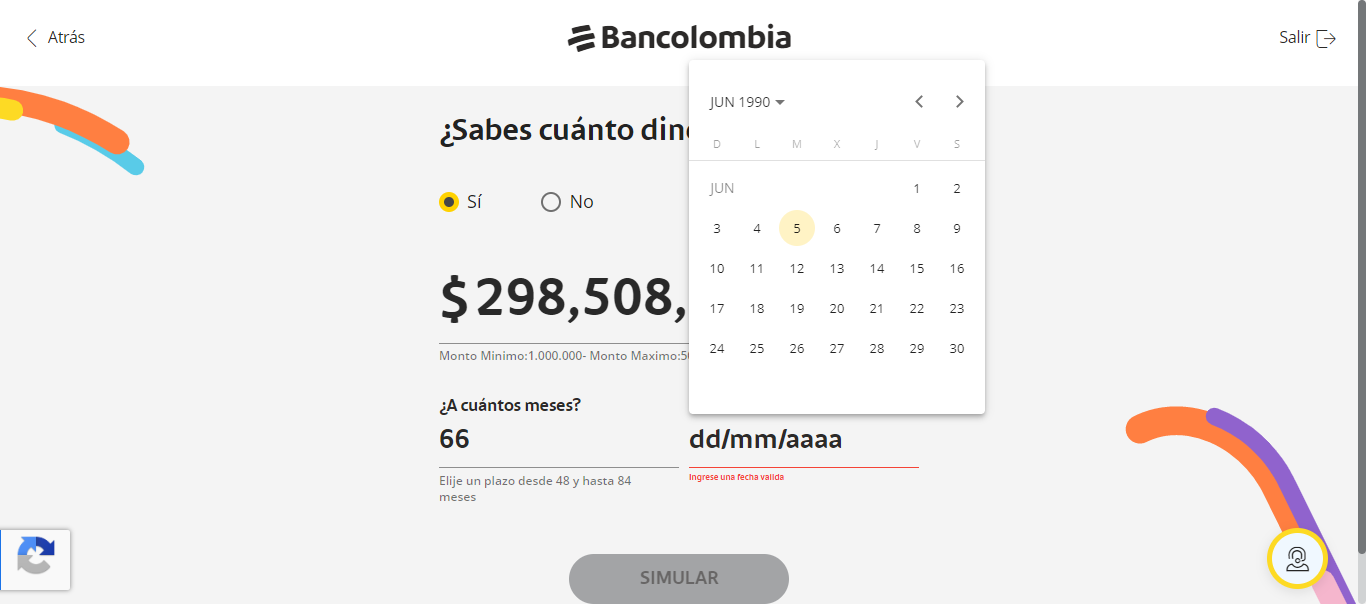 Atrás
Bancolombia
Salir
¿Sabes cuánto din
Sí
No
$ 298,508,
Monto Minimo:1.000.000- Monto Maximo:50
¿A cuántos meses?
66
Elije un plazo desde 48 y hasta 84
meses
JUN 1990
D L M X J V S
JUN 1 2
3 4 5 6 7 8 9
10 11 12 13 14 15 16
17 18 19 20 21 22 23
24 25 26 27 28 29 30
dd/mm/aaaa
Ingrese una fecha valida
SIMULAR